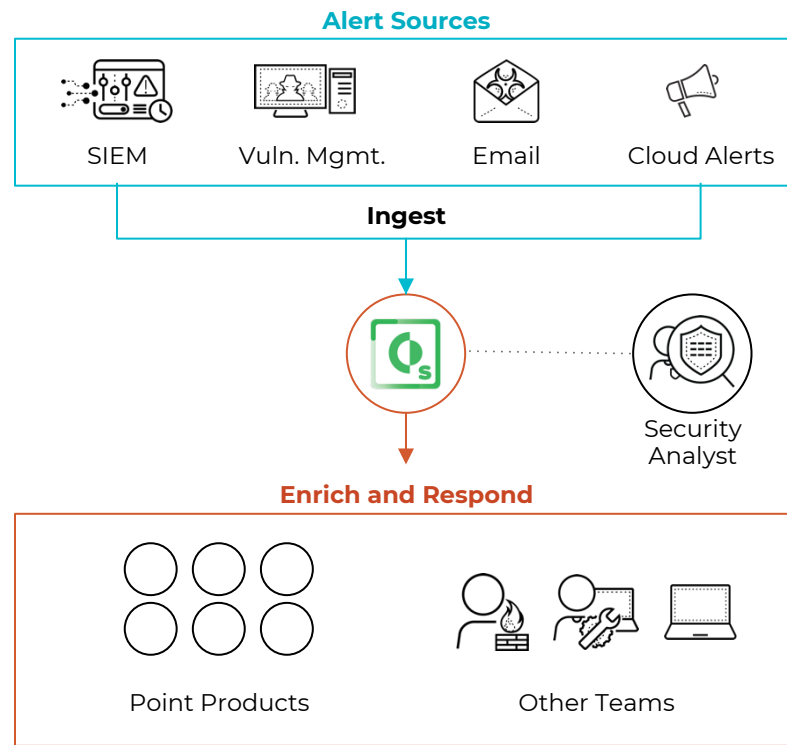 Alert Sources
SIEM
Vuln. Mgmt.
Email
Cloud Alerts
Ingest
s
Security
Analyst
Enrich and Respond
Point Products
Other Teams